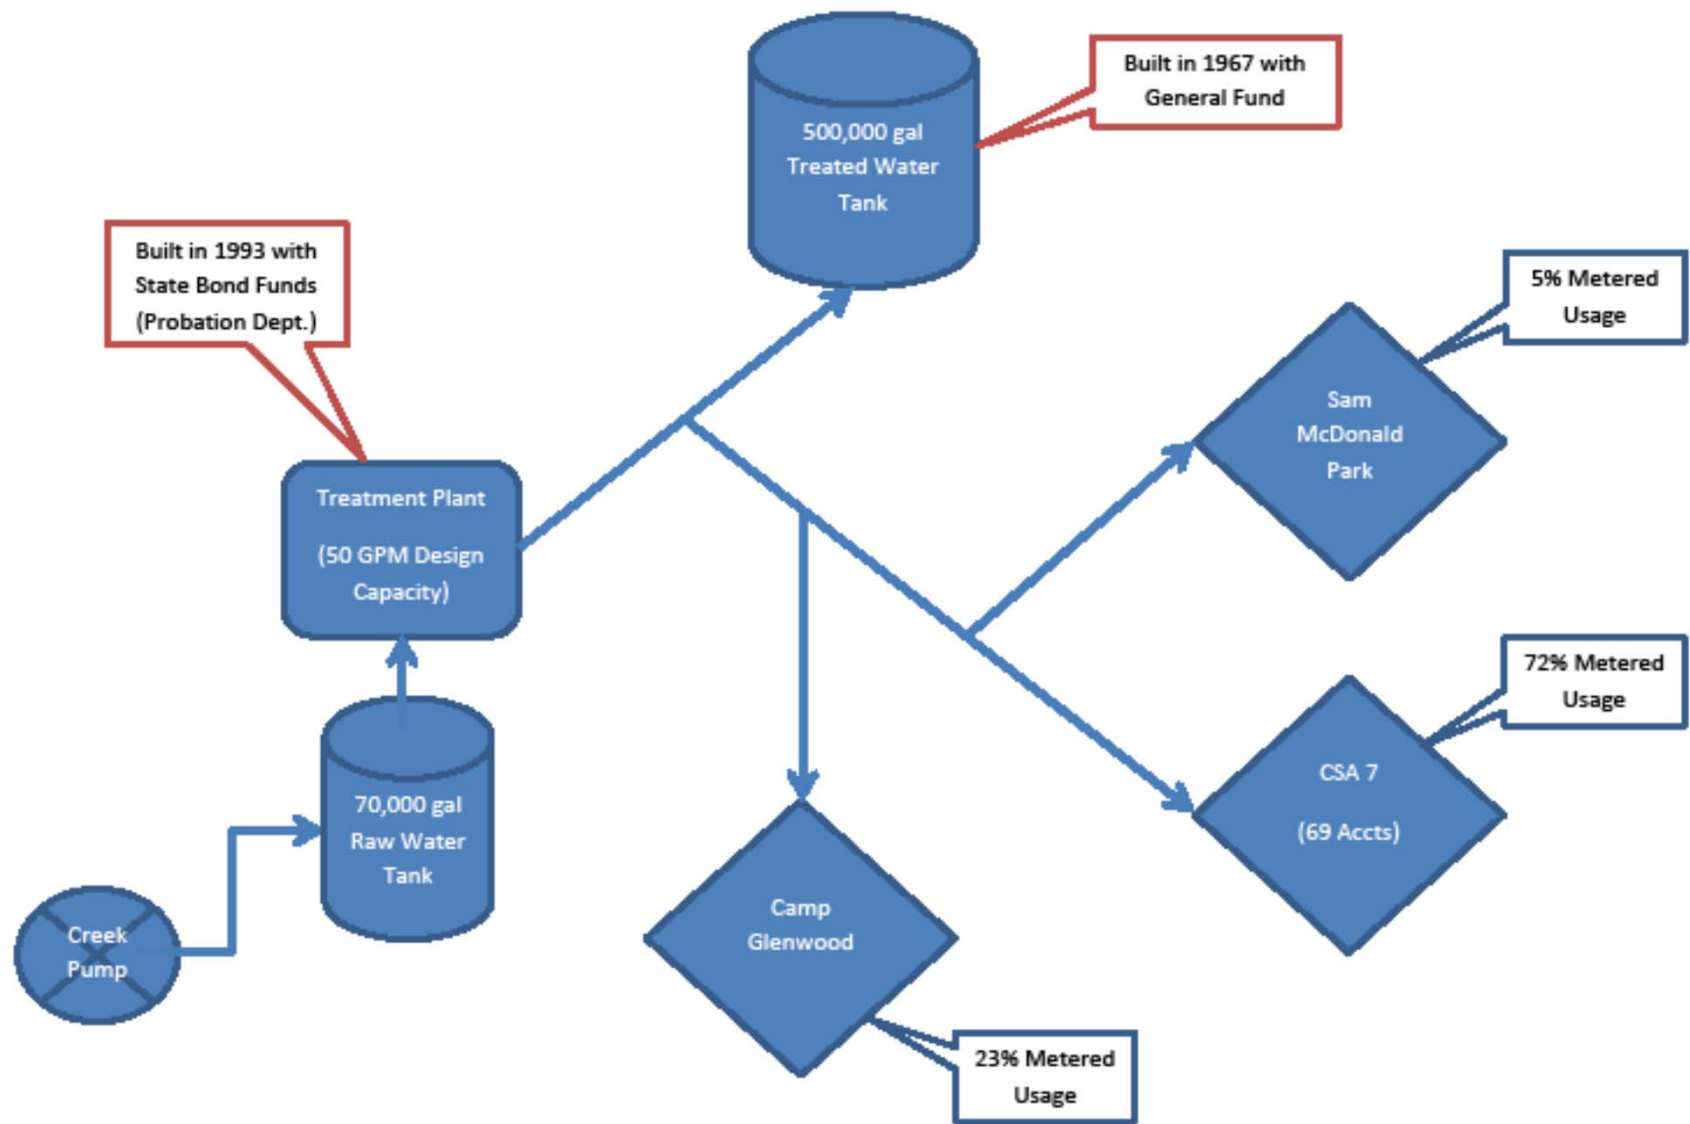 Built in 1967 with
General Fund
500,000 gal
Treated Water
Tank
Built in 1993 with
State Bond Funds
(Probation Dept.)
5% Metered
Usage
Sam
McDonald
Park
Treatment Plant
(50 GPM Design
Capacity)
72% Metered
Usage
CSA 7
(69 Accts)
70,000 gal
Raw Water
Tank
Creek
Pump
Camp
Glenwood
23% Metered
Usage